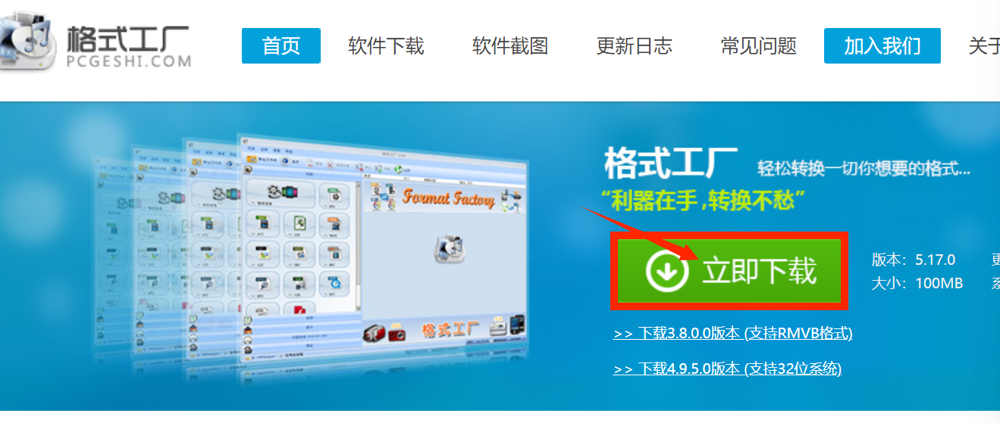 格式工厂
PCGESHI.COM
首页 软件下载 软件截图 更新日志 常见问题 加入我们 关于
格式工厂 轻松转换一切你想要的格式...
“利器在手,转换不愁”
立即下载
版本：5.17.0 更
大小：100MB 系
>> 下载3.8.0.0版本 (支持RMVB格式)
>> 下载4.9.5.0版本 (支持32位系统)
Format Factory
格式工厂